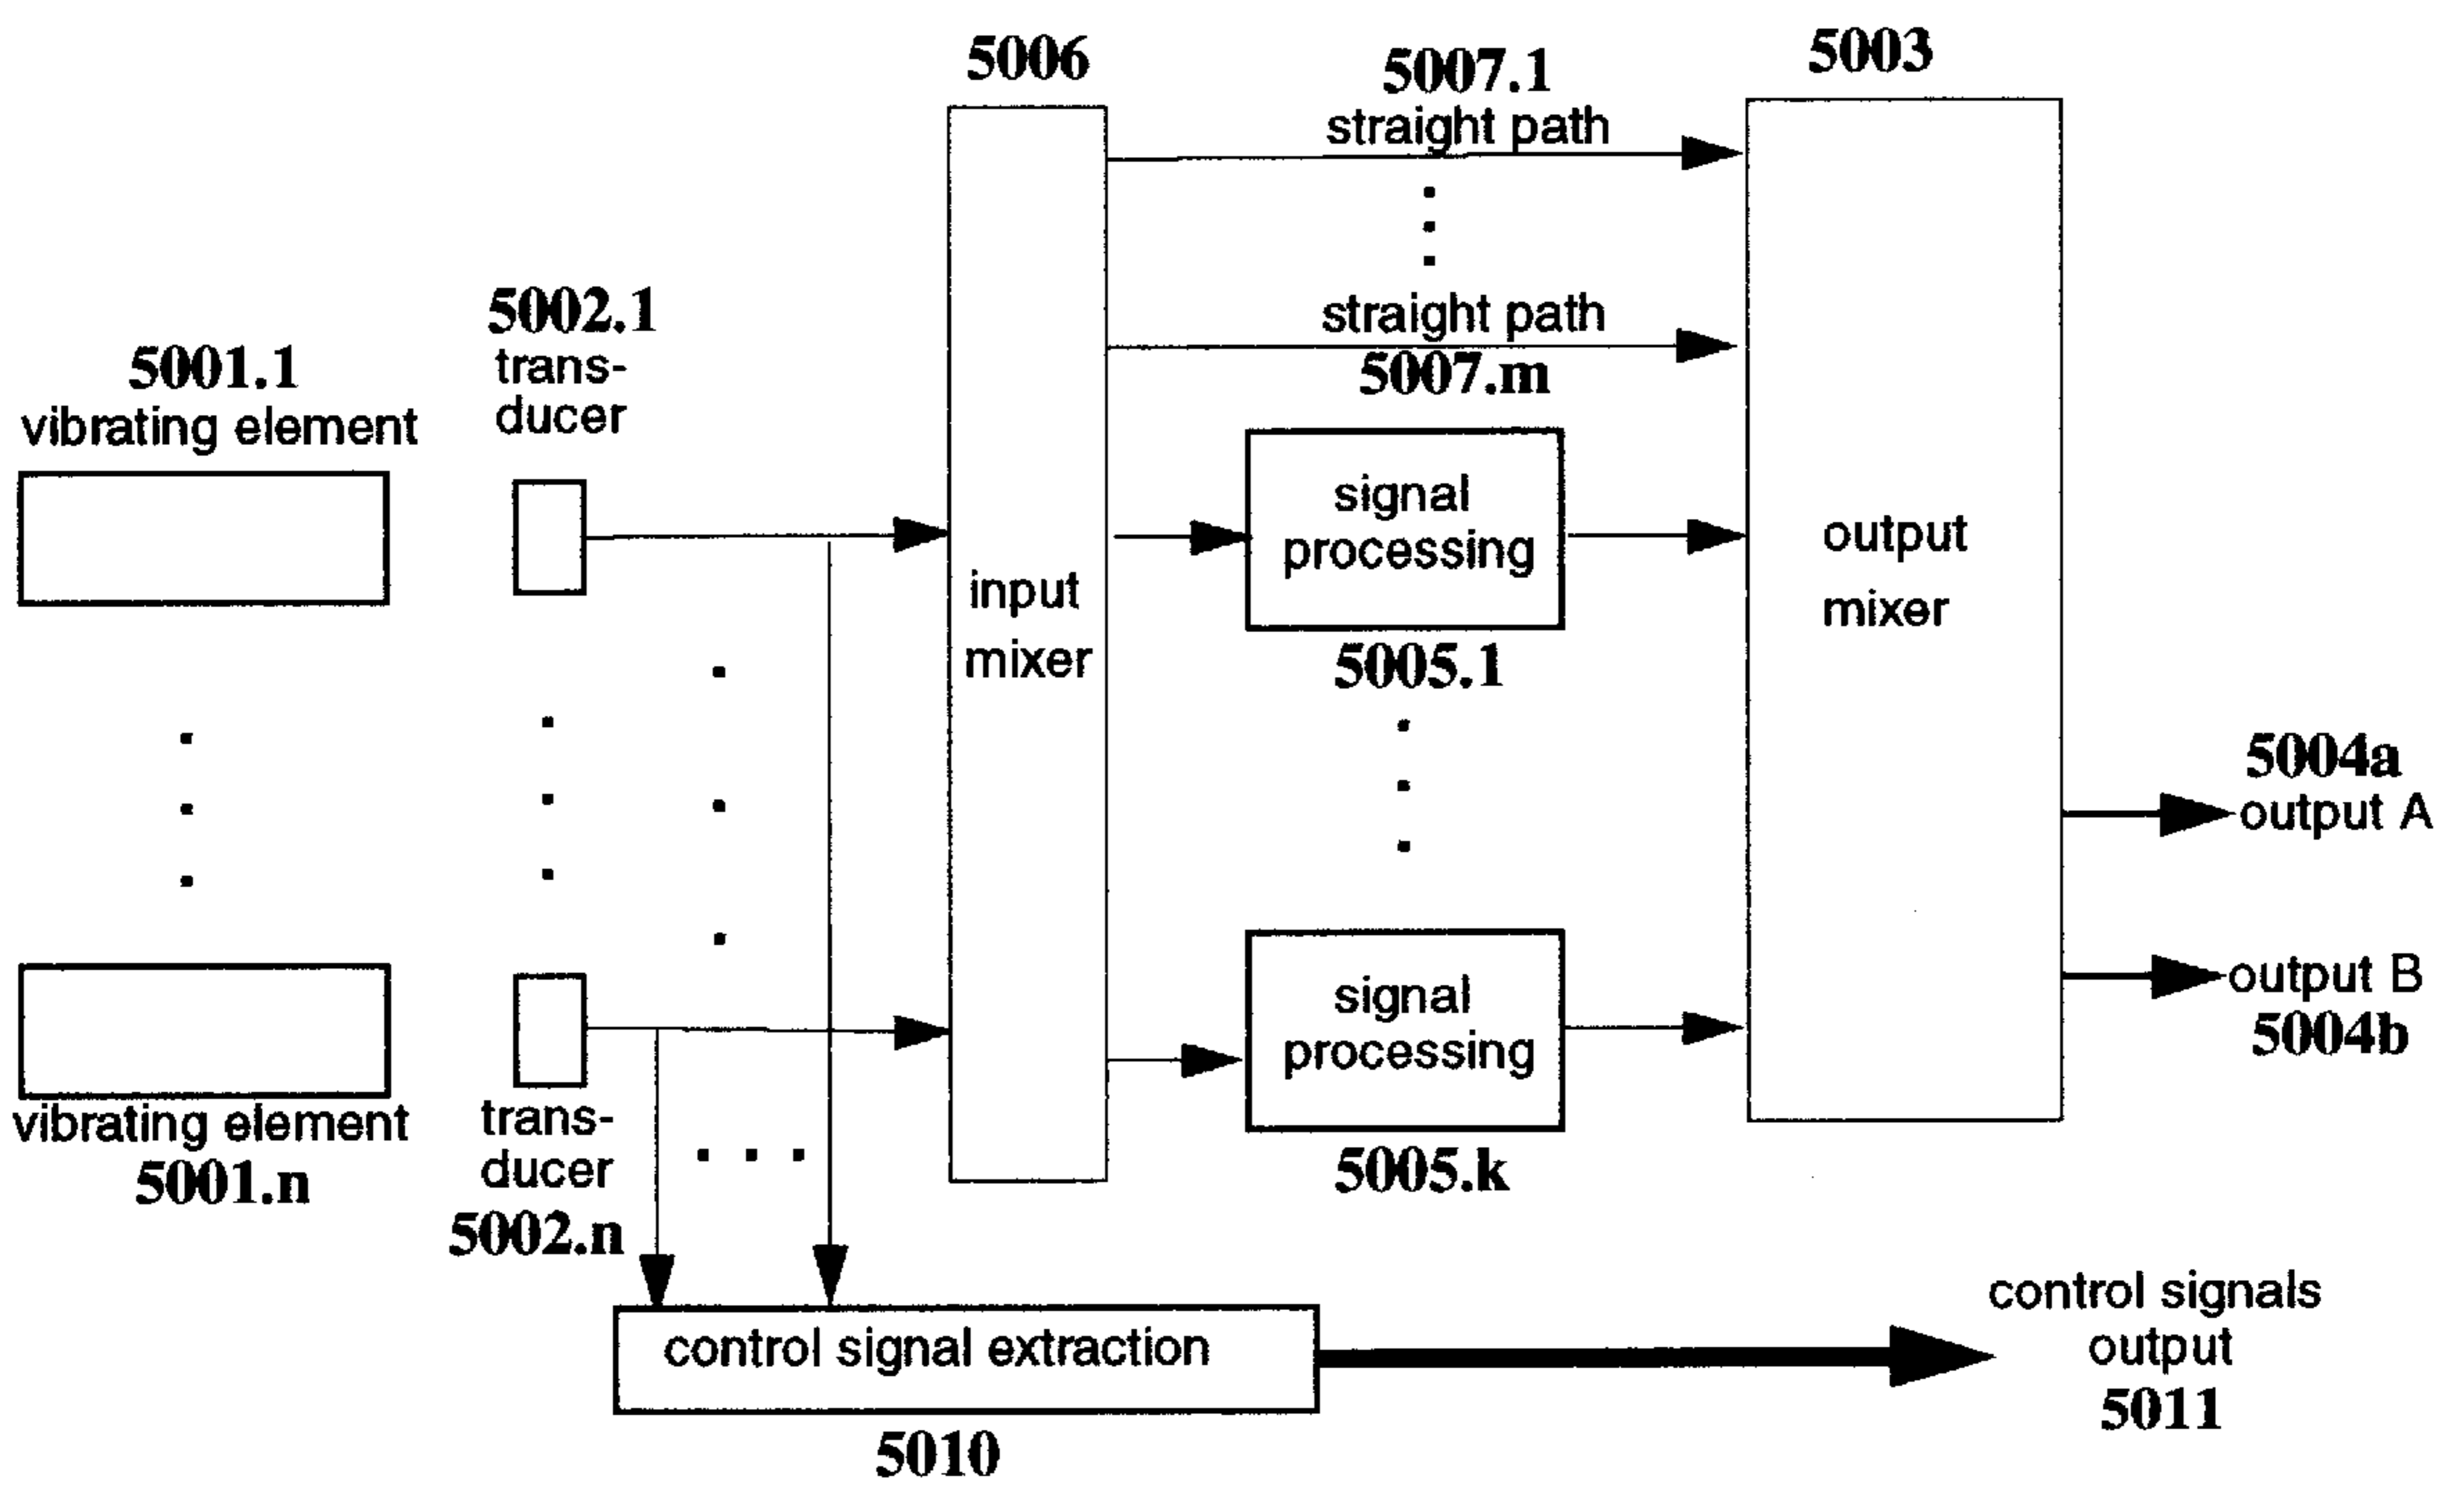 5006
5007.1
straight path
5003
straight path
5007.m
5002.1
trans-
ducer
5001.1
vibrating element
input
mixer
signal
processing
5005.1
output
mixer
5004a
output A
output B
5004b
signal
processing
5005.k
vibrating element
5001.n
trans-
ducer
5002.n
control signal extraction
5010
control signals
output
5011